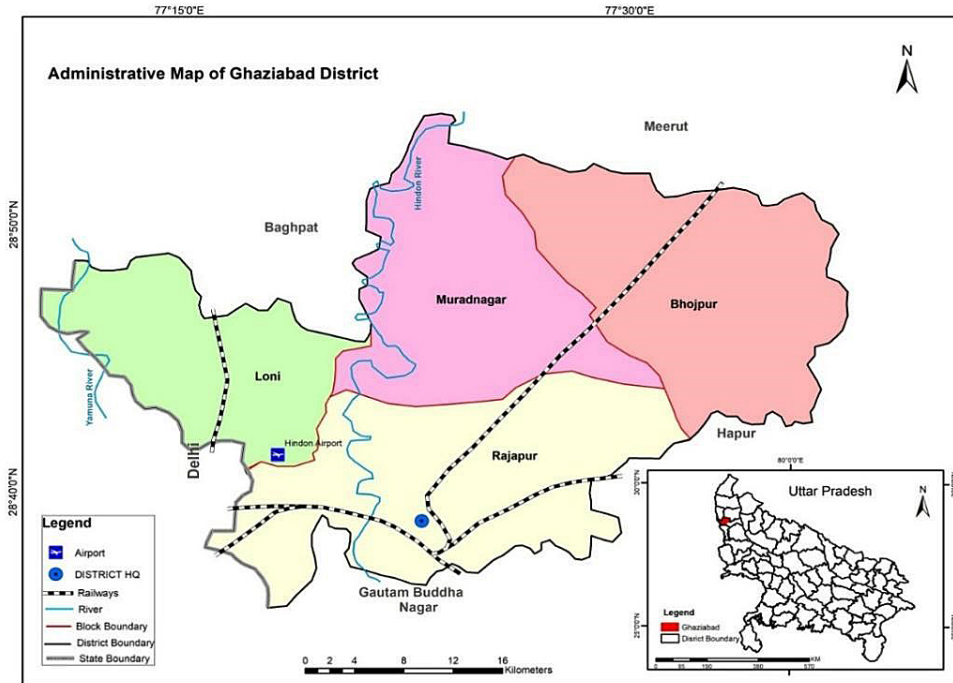 77°15'0"E
77°30'0"E
Administrative Map of Ghaziabad District
N
Meerut
Hindon River
28°50'0"N
Baghpat
Muradnagar
Bhojpur
Loni
Yamuna River
Hindon Airport
Delhi
Hapur
Rajapur
28°40'0"N
Gautam Buddha
Nagar
Legend
Airport
DISTRICT HQ
Railways
River
Block Boundary
District Boundary
State Boundary
0 2 4 8 12 16
Kilometers
80°0'0"E
30°0'0"N
Uttar Pradesh
N
25°0'0"N
Legend
Ghaziabad
District Boundary
KM